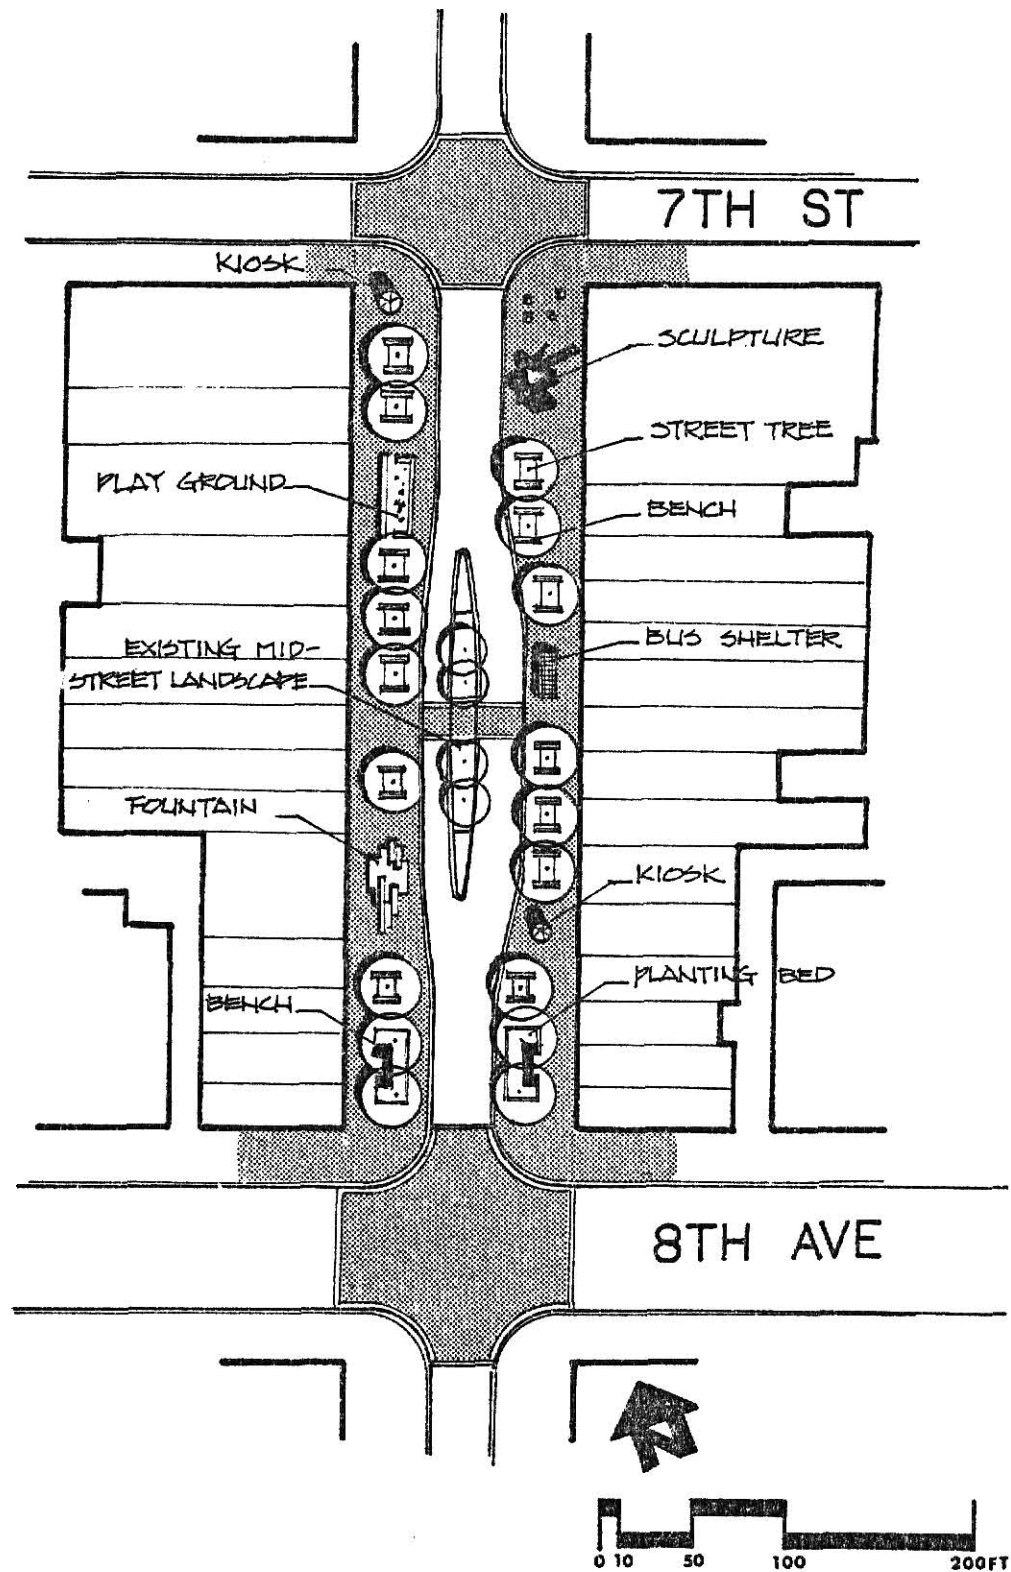 7TH ST
KIOSK
SCULPTURE
STREET TREE
PLAY GROUND
BENCH
EXISTING MID-
STREET LANDSCAPE
BUS SHELTER
FOUNTAIN
KIOSK
PLANTING BED
BENCH
8TH AVE
0 10 50 100 200FT